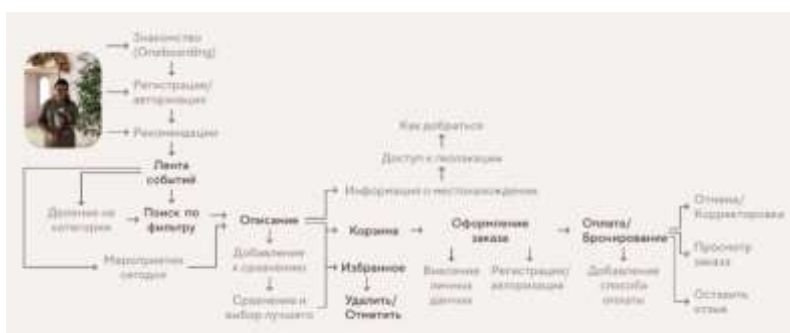 Знакомство
(Oneboarding)
Регистрация/
авторизация
Рекомендации
Лента
событий
Деление на
категории
Поиск по
фильтру
Мероприятия
сегодня
Описание
Добавление
к сравнению
Сравнение и
выбор лучшего
Как добраться
Доступ к геолокации
Информация о местонахождении
Корзина
Избранное
Удалить/
Отметить
Оформление
заказа
Внесение
личных
данных
Регистрация/
авторизация
Оплата/
бронирование
Добавление
способа
оплаты
Отмена/
Корректировка
Просмотр
заказа
Оставить
отзыв